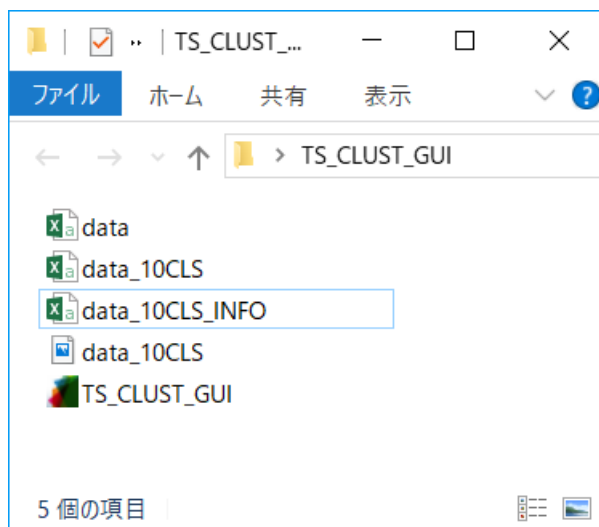 TS_CLUST_...
ファイル ホーム 共有 表示 ?
TS_CLUST_GUI
data
data_10CLS
data_10CLS_INFO
data_10CLS
TS_CLUST_GUI
5 個の項目